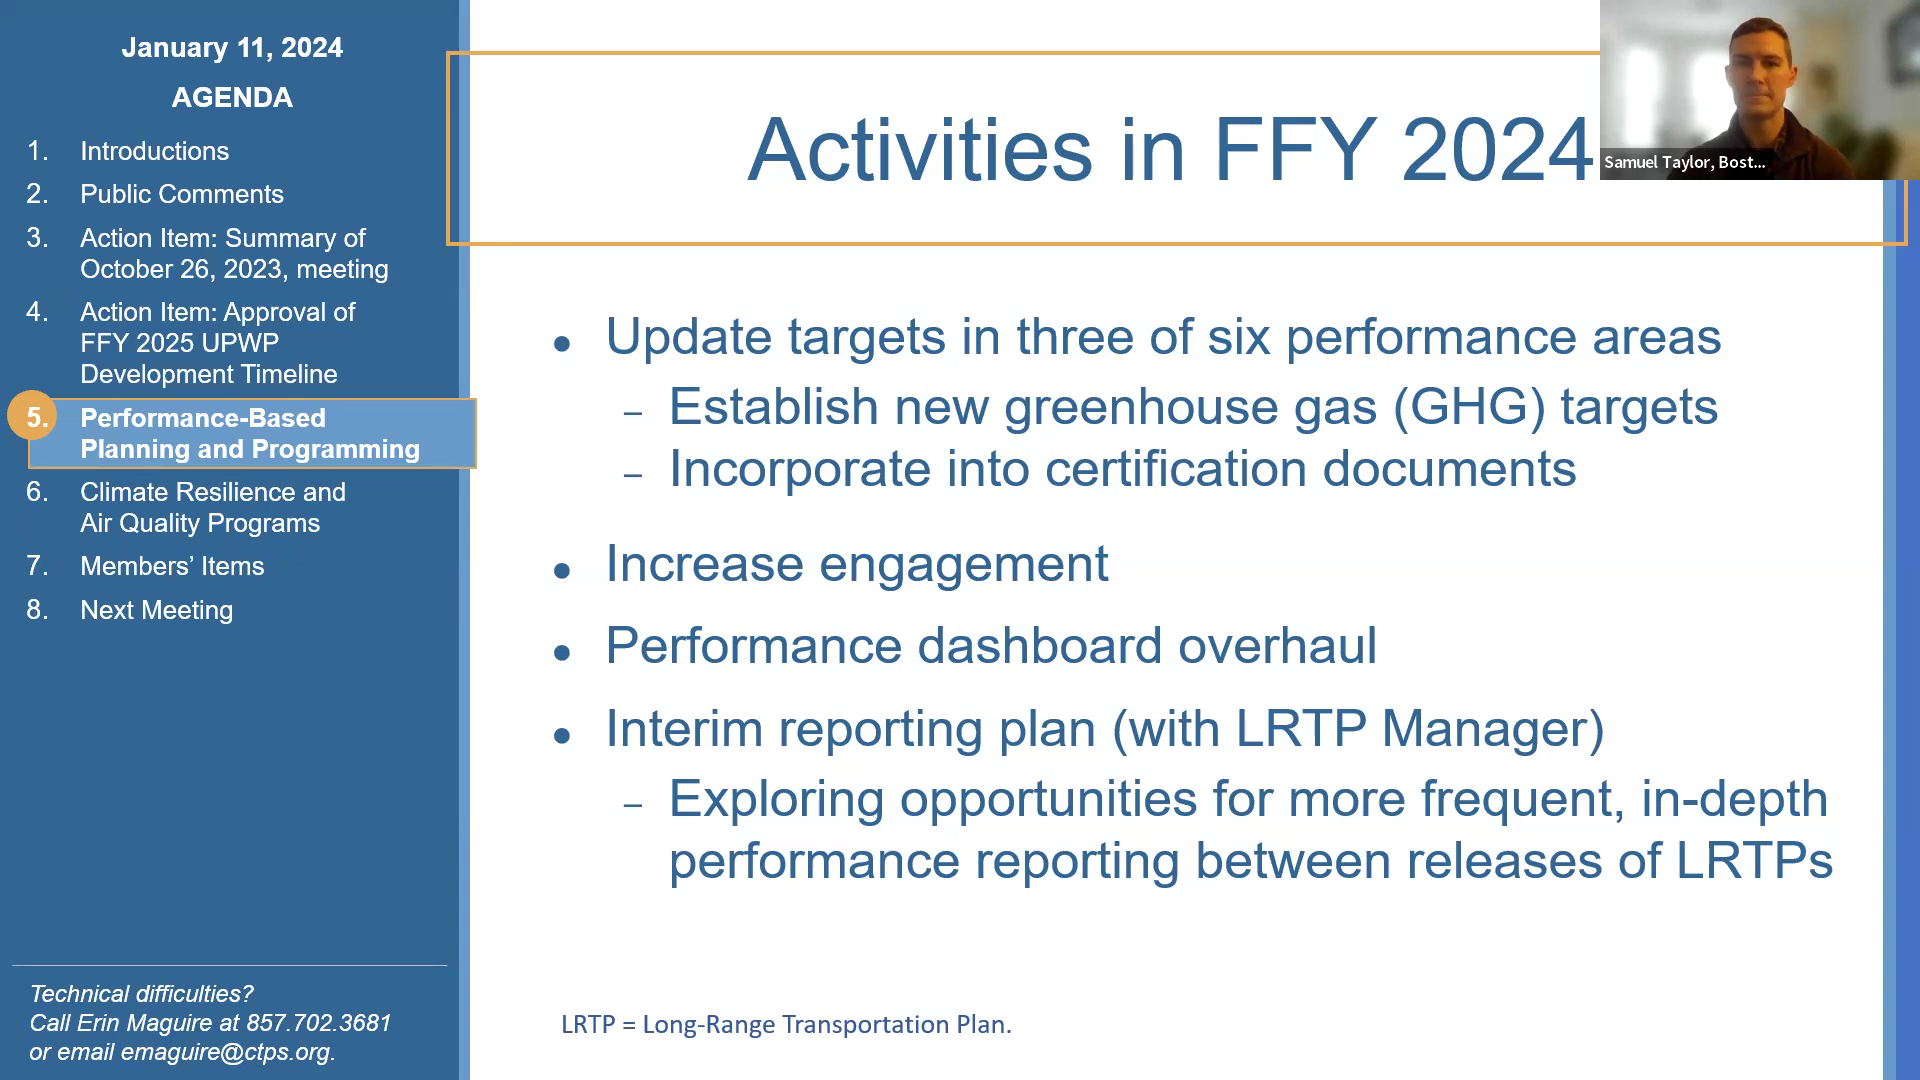 January 11, 2024
AGENDA
1. Introductions
2. Public Comments
3. Action Item: Summary of
October 26, 2023, meeting
4. Action Item: Approval of
FFY 2025 UPWP
Development Timeline
5. Performance-Based
Planning and Programming
6. Climate Resilience and
Air Quality Programs
7. Members’ Items
8. Next Meeting
Technical difficulties?
Call Erin Maguire at 857.702.3681
or email emaguire@ctps.org.
Activities in FFY 2024
Samuel Taylor, Bost...
● Update targets in three of six performance areas
– Establish new greenhouse gas (GHG) targets
– Incorporate into certification documents
● Increase engagement
● Performance dashboard overhaul
● Interim reporting plan (with LRTP Manager)
– Exploring opportunities for more frequent, in-depth
performance reporting between releases of LRTPs
LRTP = Long-Range Transportation Plan.